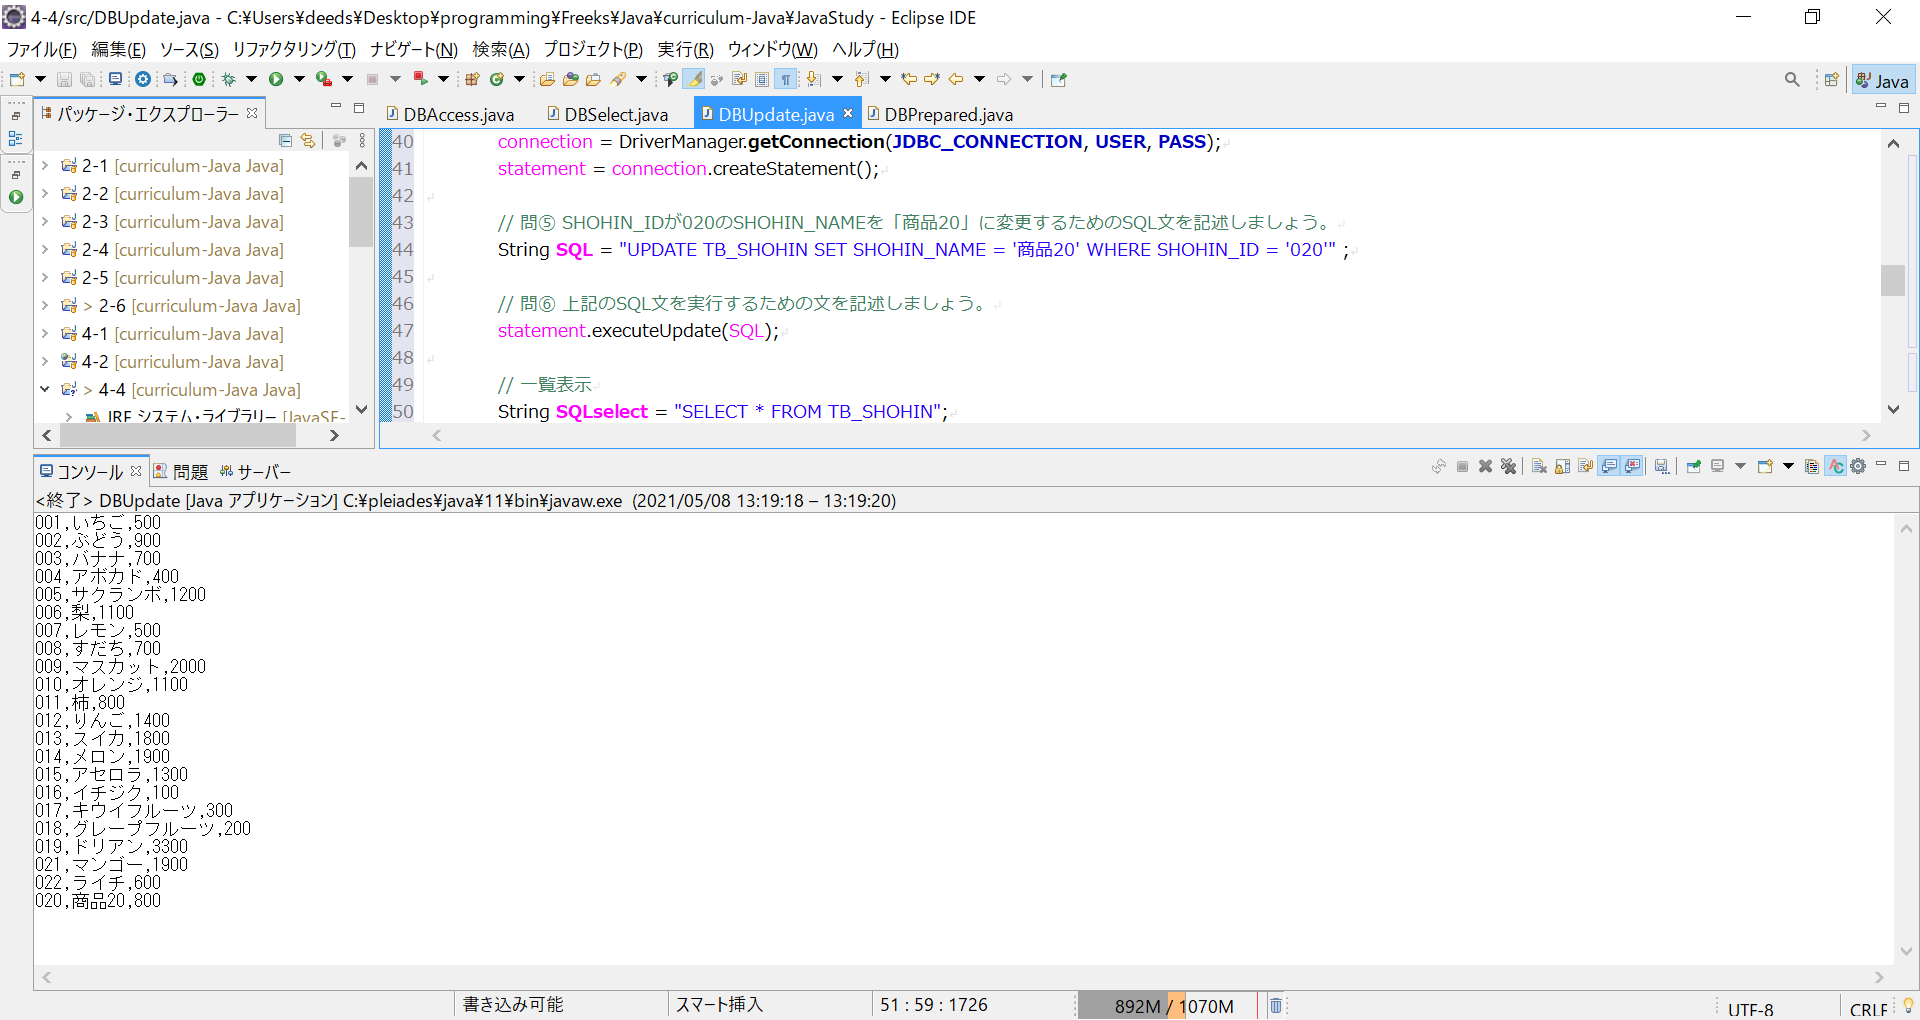 4-4/src/DBUpdate.java - C:¥Users¥deeds¥Desktop¥programming¥Freeks¥Java¥curriculum-Java¥JavaStudy - Eclipse IDE
ファイル(F) 編集(E) ソース(S) リファクタリング(T) ナビゲート(N) 検索(A) プロジェクト(P) 実行(R) ウィンドウ(W) ヘルプ(H)
Java
パッケージ・エクスプローラー
DBAccess.java DBSelect.java DBUpdate.java DBPrepared.java
2-1 [curriculum-Java Java]
2-2 [curriculum-Java Java]
2-3 [curriculum-Java Java]
2-4 [curriculum-Java Java]
2-5 [curriculum-Java Java]
> 2-6 [curriculum-Java Java]
4-1 [curriculum-Java Java]
4-2 [curriculum-Java Java]
> 4-4 [curriculum-Java Java]
JRE システム・ライブラリー [JavaSE-
40 connection = DriverManager.getConnection(JDBC_CONNECTION, USER, PASS);
41 statement = connection.createStatement();
42
43 // 問⑤ SHOHIN_IDが020のSHOHIN_NAMEを「商品20」に変更するためのSQL文を記述しましょう。
44 String SQL = "UPDATE TB_SHOHIN SET SHOHIN_NAME = '商品20' WHERE SHOHIN_ID = '020'" ;
45
46 // 問⑥ 上記のSQL文を実行するための文を記述しましょう。
47 statement.executeUpdate(SQL);
48
49 // 一覧表示
50 String SQLselect = "SELECT * FROM TB_SHOHIN";
コンソール 問題 サーバー
<終了> DBUpdate [Java アプリケーション] C:¥pleiades¥java¥11¥bin¥javaw.exe (2021/05/08 13:19:18 – 13:19:20)
001,いちご,500
002,ぶどう,900
003,バナナ,700
004,アボカド,400
005,サクランボ,1200
006,梨,1100
007,レモン,500
008,すだち,700
009,マスカット,2000
010,オレンジ,1100
011,柿,800
012,りんご,1400
013,スイカ,1800
014,メロン,1900
015,アセロラ,1300
016,イチジク,100
017,キウイフルーツ,300
018,グレープフルーツ,200
019,ドリアン,3300
021,マンゴー,1900
022,ライチ,600
020,商品20,800
書き込み可能 スマート挿入 51 : 59 : 1726 892M / 1070M UTF-8 CRLF